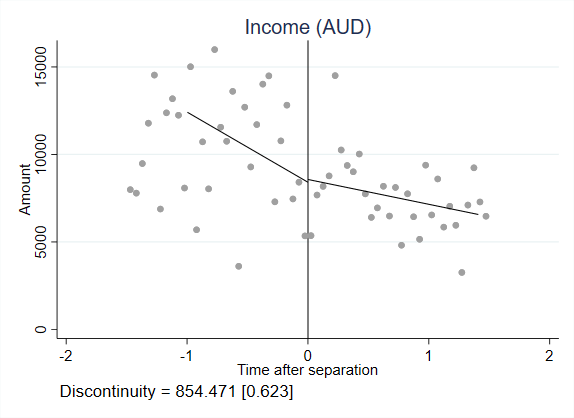 Income (AUD)
15000
10000
5000
0
Amount
-2 -1 0 1 2
Time after separation
Discontinuity = 854.471 [0.623]